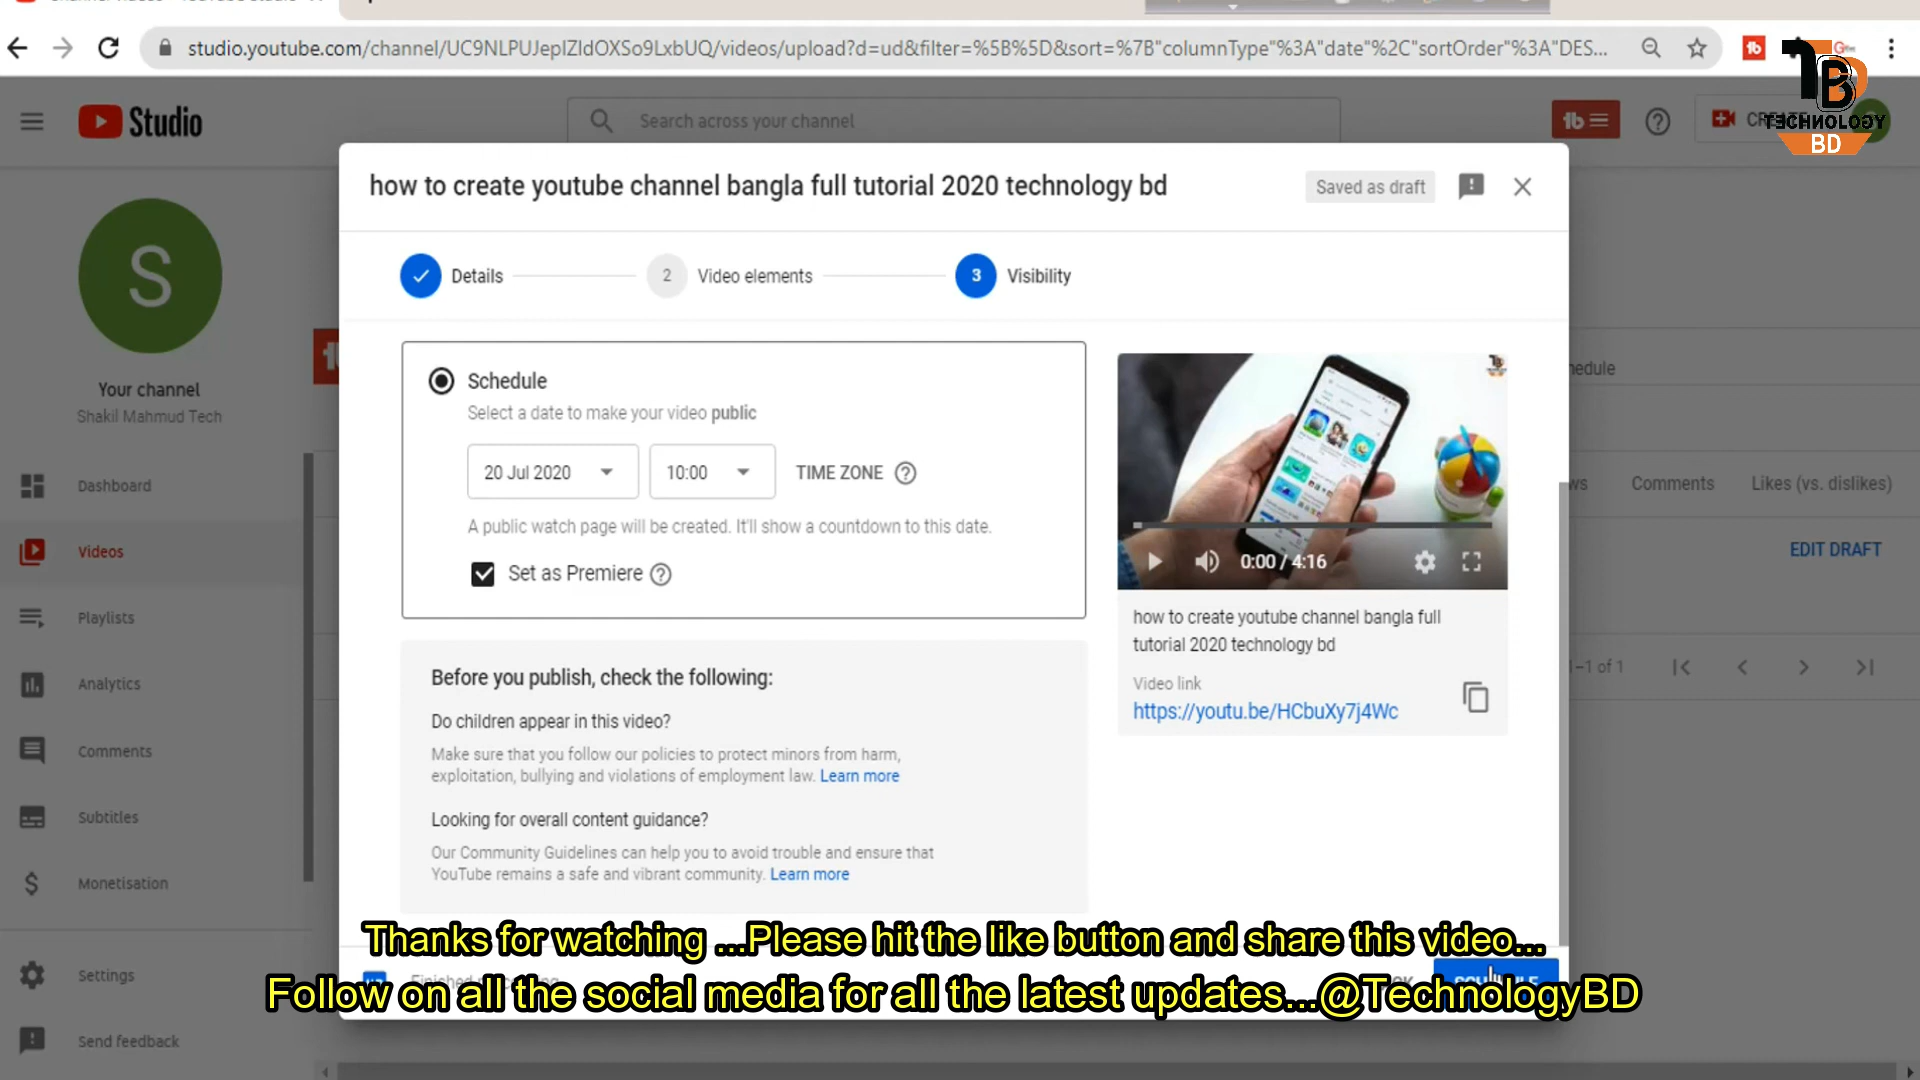 studio.youtube.com/channel/UC9NLPUJepIZIdOXSo9LxbUQ/videos/upload?d=ud&filter=%5B%5D&sort=%7B"columnType"%3A"date"%2C"sortOrder"%3A"DES...
Studio
Search across your channel
TECHNOLOGY
BD
how to create youtube channel bangla full tutorial 2020 technology bd
Saved as draft
Details
2 Video elements
3 Visibility
S
Your channel
Shakil Mahmud Tech
Dashboard
Videos
Playlists
Analytics
Comments
Subtitles
Monetisation
Settings
Send feedback
Schedule
Select a date to make your video public
20 Jul 2020
10:00
TIME ZONE
A public watch page will be created. It'll show a countdown to this date.
Set as Premiere
Before you publish, check the following:
Do children appear in this video?
Make sure that you follow our policies to protect minors from harm,
exploitation, bullying and violations of employment law. Learn more
Looking for overall content guidance?
Our Community Guidelines can help you to avoid trouble and ensure that
YouTube remains a safe and vibrant community. Learn more
0:00 / 4:16
how to create youtube channel bangla full
tutorial 2020 technology bd
Video link
https://youtu.be/HCbuXy7j4Wc
Comments
Likes (vs. dislikes)
EDIT DRAFT
1–1 of 1
Thanks for watching ...Please hit the like button and share this video...
Follow on all the social media for all the latest updates...@TechnologyBD